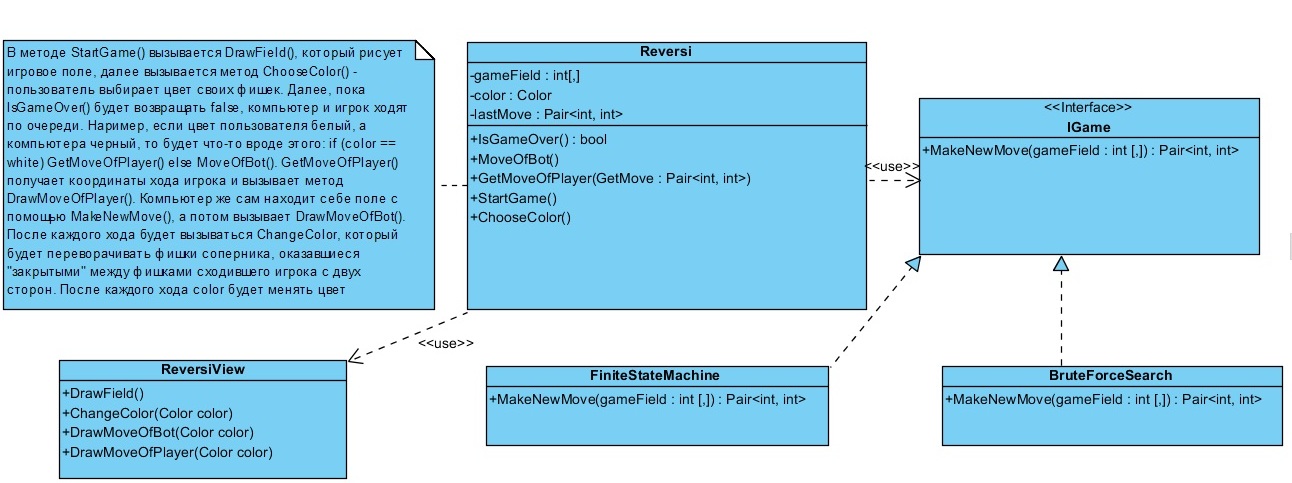 В методе StartGame() вызывается DrawField(), который рисует
игровое поле, далее вызывается метод ChooseColor() -
пользователь выбирает цвет своих фишек. Далее, пока
IsGameOver() будет возвращать false, компьютер и игрок ходят
по очереди. Наример, если цвет пользователя белый, а
компьютера черный, то будет что-то вроде этого: if (color ==
white) GetMoveOfPlayer() else MoveOfBot(). GetMoveOfPlayer()
получает координаты хода игрока и вызывает метод
DrawMoveOfPlayer(). Компьютер же сам находит себе поле с
помощью MakeNewMove(), а потом вызывает DrawMoveOfBot().
После каждого хода будет вызываться ChangeColor, который
будет переворачивать фишки соперника, оказавшиеся
"закрытыми" между фишками сходившего игрока с двух
сторон. После каждого хода color будет менять цвет
Reversi
-gameField : int[,]
-color : Color
-lastMove : Pair<int, int>
+IsGameOver() : bool
+MoveOfBot()
+GetMoveOfPlayer(GetMove : Pair<int, int>)
+StartGame()
+ChooseColor()
<<use>>
<<Interface>>
IGame
+MakeNewMove(gameField : int [,]) : Pair<int, int>
<<use>>
ReversiView
+DrawField()
+ChangeColor(Color color)
+DrawMoveOfBot(Color color)
+DrawMoveOfPlayer(Color color)
FiniteStateMachine
+MakeNewMove(gameField : int [,]) : Pair<int, int>
BruteForceSearch
+MakeNewMove(gameField : int [,]) : Pair<int, int>